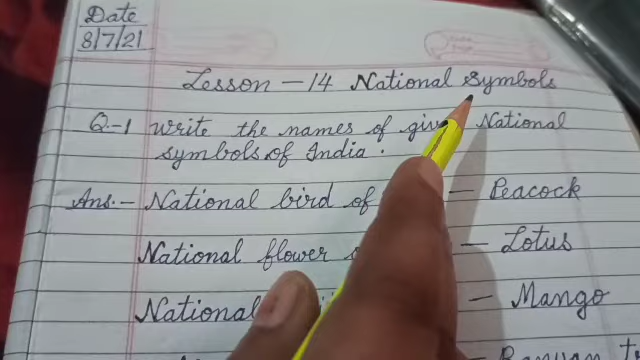 Date
8/7/21
Lesson - 14 National Symbols
Q.-1 write the names of National
symbols of India.
Ans.- National bird of - Peacock
National flower - Lotus
National - Mango